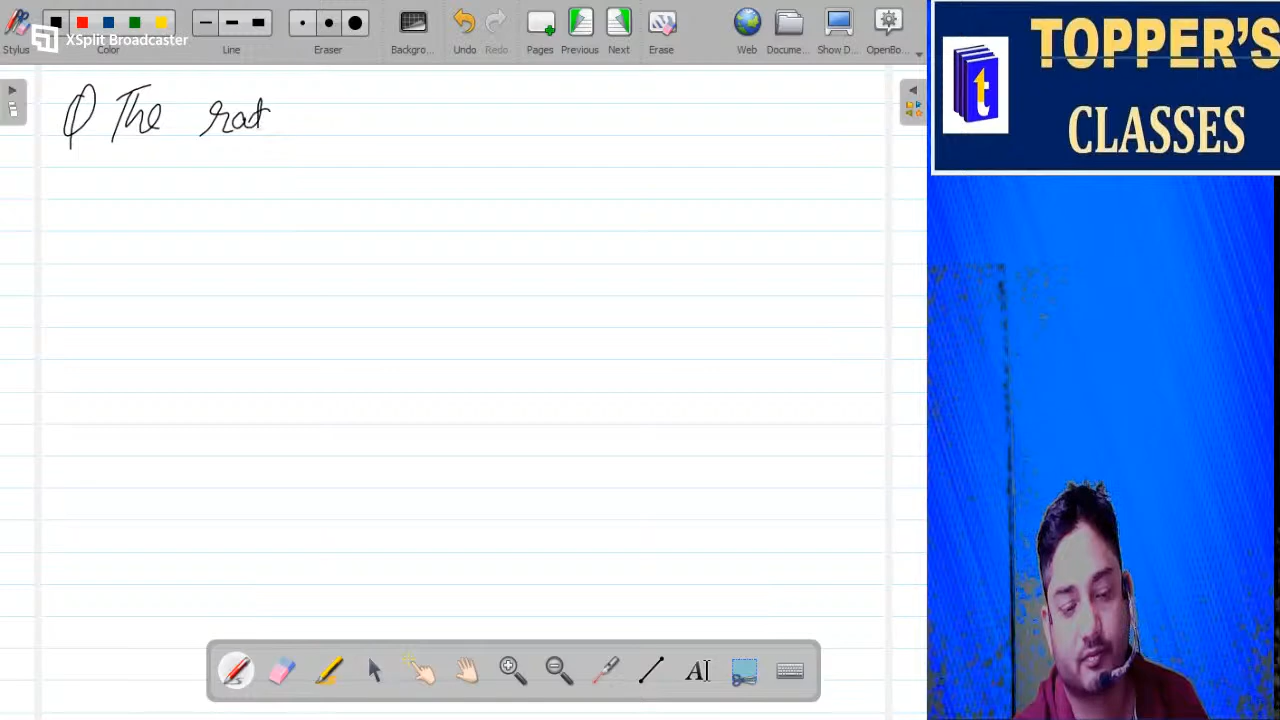 Stylus
Color
Line
Eraser
Backgro...
Undo
Redo
Pages
Previous
Next
Erase
Web
Docume...
Show D...
OpenBo...
XSplit Broadcaster
TOPPER'S
CLASSES
t
Q The rat
A